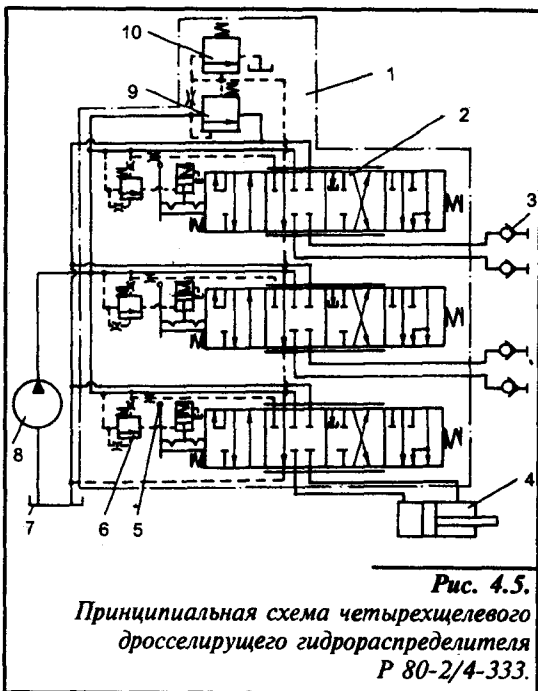 10
1
9
2
3
8
7
6
5
4
Рис. 4.5.
Принципиальная схема четырехщелевого
дросселирущего гидрораспределителя
Р 80-2/4-333.